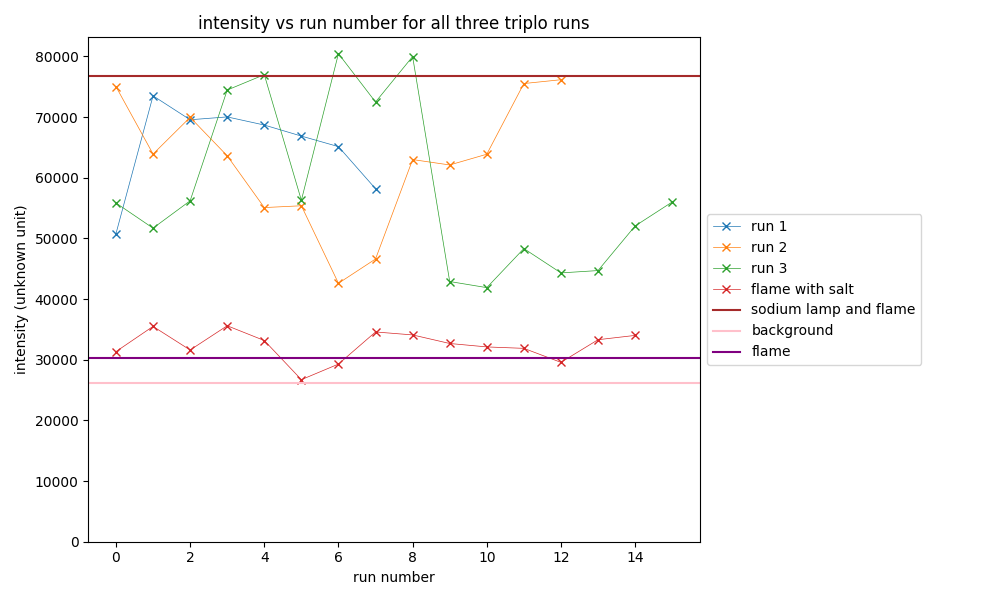 intensity vs run number for all three triplo runs
80000
70000
60000
50000
40000
30000
20000
10000
0
intensity (unknown unit)
0 2 4 6 8 10 12 14
run number
run 1
run 2
run 3
flame with salt
sodium lamp and flame
background
flame